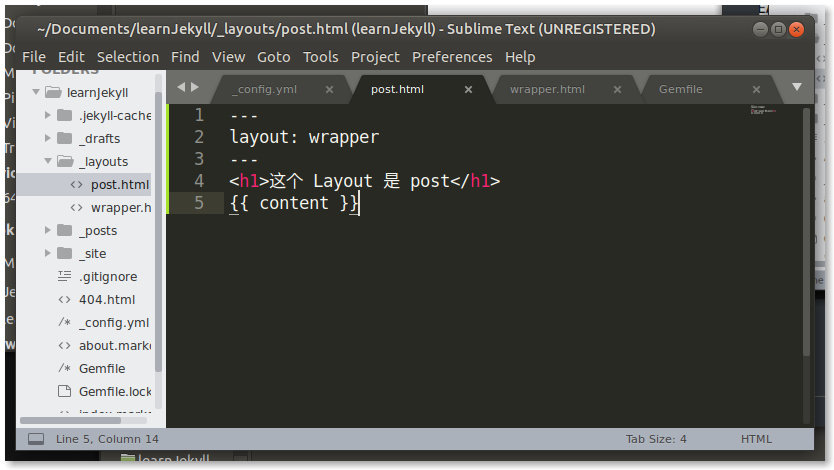 ~/Documents/learnJekyll/_layouts/post.html (learnJekyll) - Sublime Text (UNREGISTERED)
File Edit Selection Find View Goto Tools Project Preferences Help
FOLDERS
learnJekyll
.jekyll-cache
_drafts
_layouts
post.html
wrapper.h
_posts
_site
.gitignore
404.html
_config.yml
about.mark
Gemfile
Gemfile.lock
index.mark
_config.yml post.html wrapper.html Gemfile
1 ---
2 layout: wrapper
3 ---
4 <h1>这个 Layout 是 post</h1>
5 {{ content }}
Line 5, Column 14 Tab Size: 4 HTML
learnJekyll